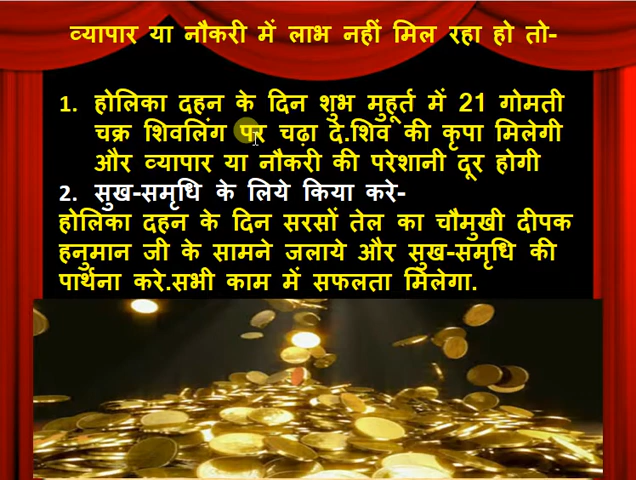 व्यापार या नौकरी में लाभ नहीं मिल रहा हो तो-
1. होलिका दहन के दिन शुभ मुहूर्त में 21 गोमती
चक्र शिवलिंग पर चढ़ा दे.शिव की कृपा मिलेगी
और व्यापार या नौकरी की परेशानी दूर होगी
2. सुख-समृधि के लिये किया करे-
होलिका दहन के दिन सरसों तेल का चौमुखी दीपक
हनुमान जी के सामने जलाये और सुख-समृधि की
पार्थना करे.सभी काम में सफलता मिलेगा.